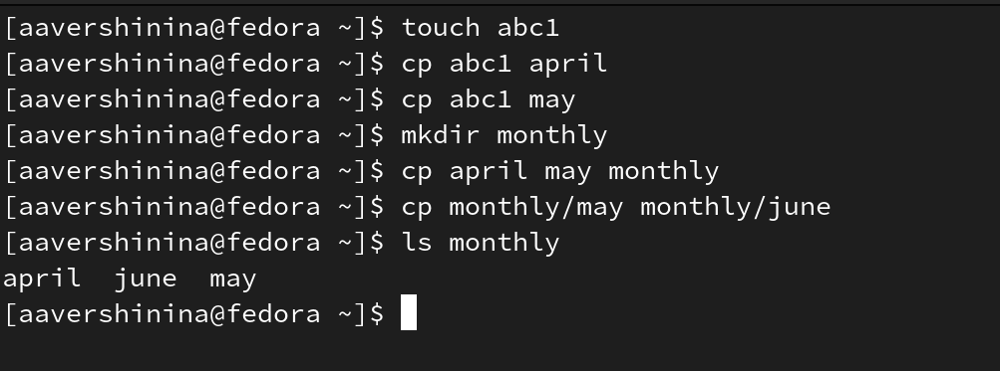 [aavershinina@fedora ~]$ touch abc1
[aavershinina@fedora ~]$ cp abc1 april
[aavershinina@fedora ~]$ cp abc1 may
[aavershinina@fedora ~]$ mkdir monthly
[aavershinina@fedora ~]$ cp april may monthly
[aavershinina@fedora ~]$ cp monthly/may monthly/june
[aavershinina@fedora ~]$ ls monthly
april  june  may
[aavershinina@fedora ~]$